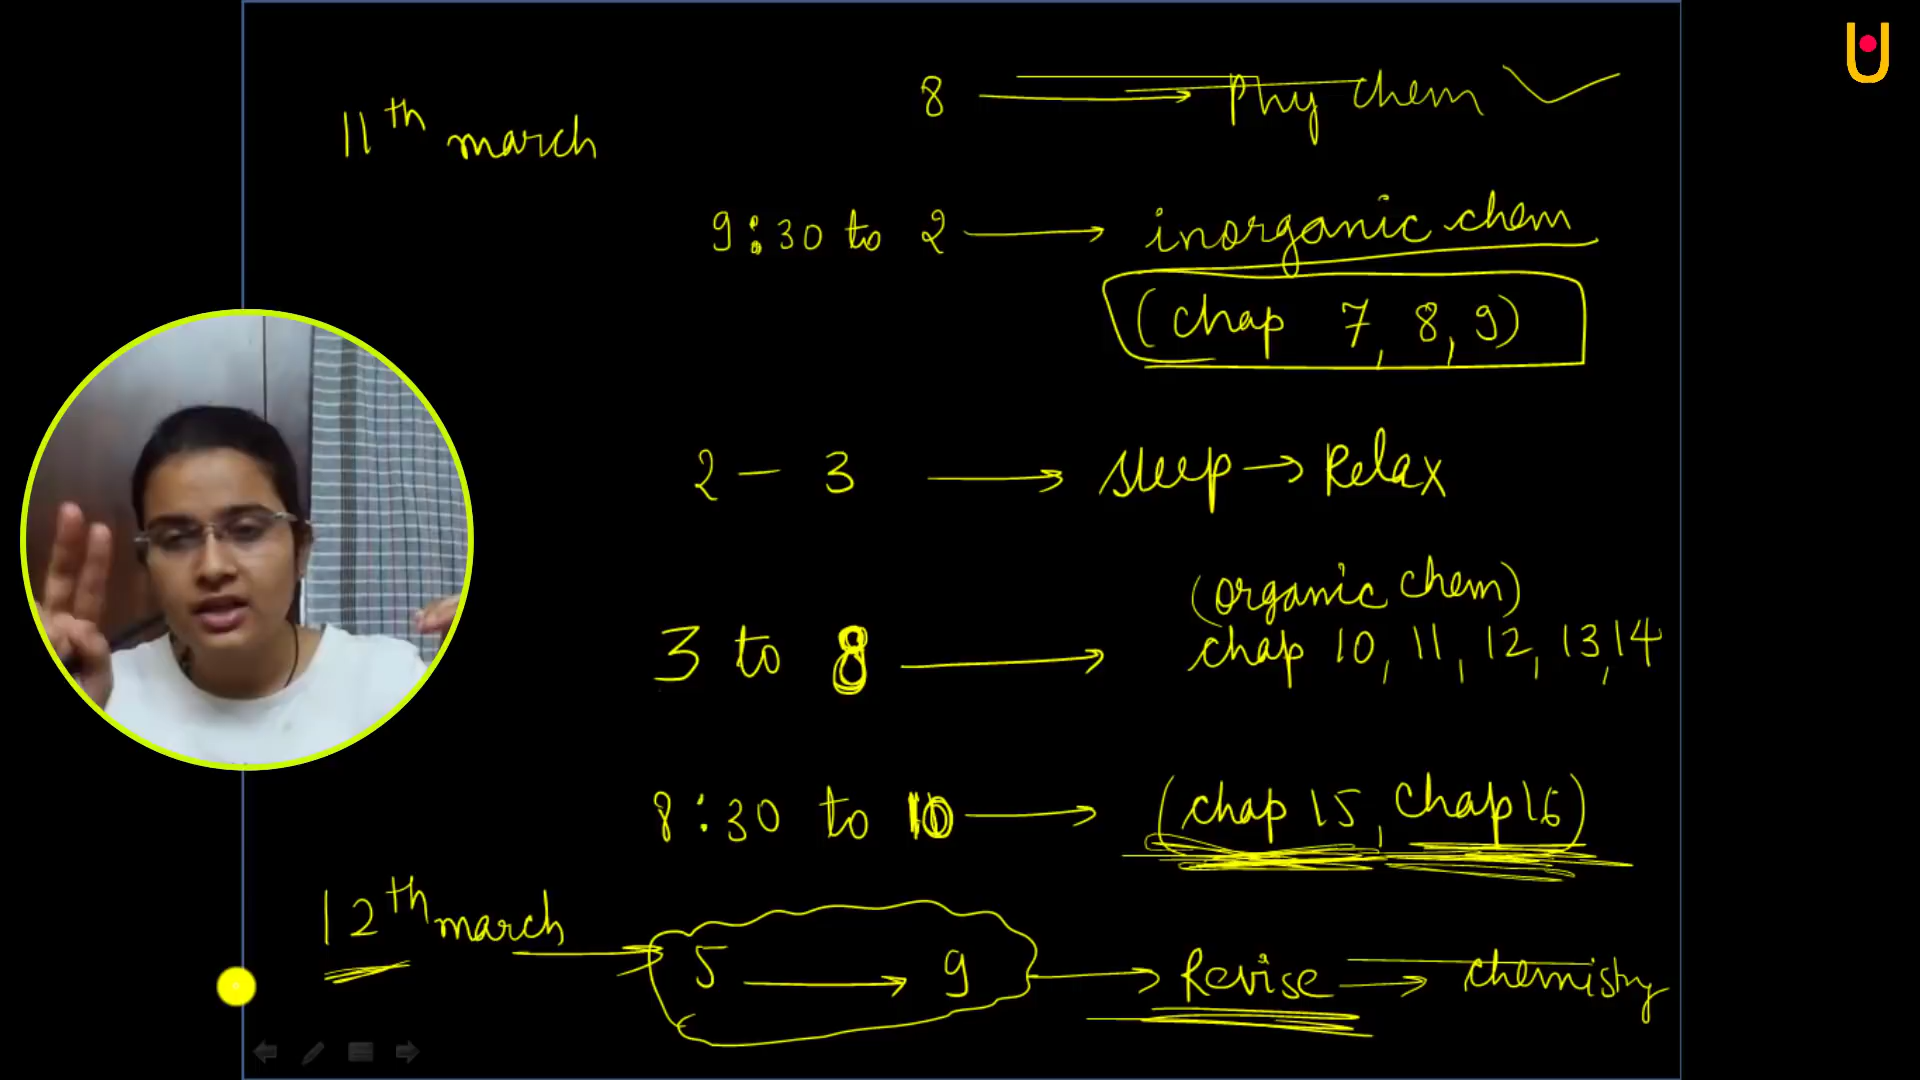 11th march
8 → Phy chem
9:30 to 2 → inorganic chem
(chap 7, 8, 9)
2 – 3 → sleep → Relax
(organic chem)
3 to 8 → chap 10, 11, 12, 13, 14
8:30 to 10 → (chap 15, chap 16)
12th march → 5 → 9 → Revise → chemistry